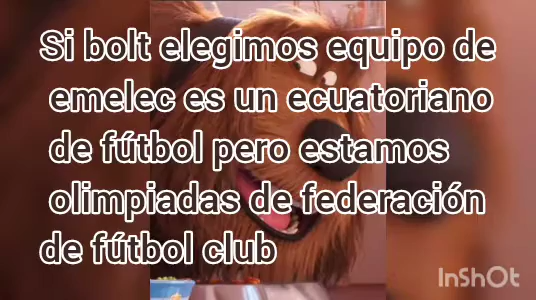 Si bolt elegimos equipo de
emelec es un ecuatoriano
de fútbol pero estamos
olimpiadas de federación
de fútbol club
InShOt